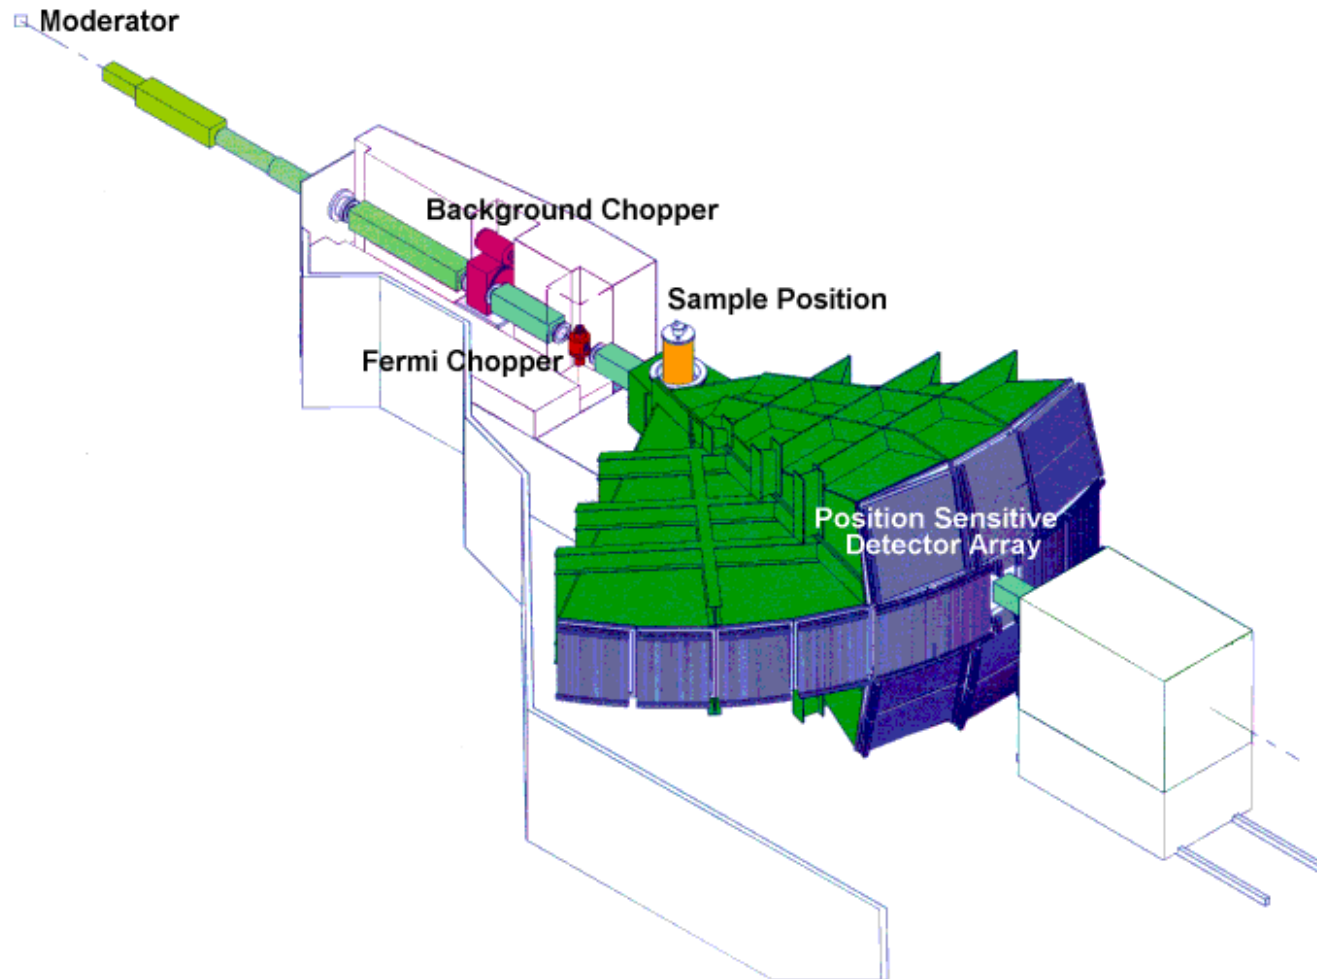 Moderator
Background Chopper
Sample Position
Fermi Chopper
Position Sensitive
Detector Array